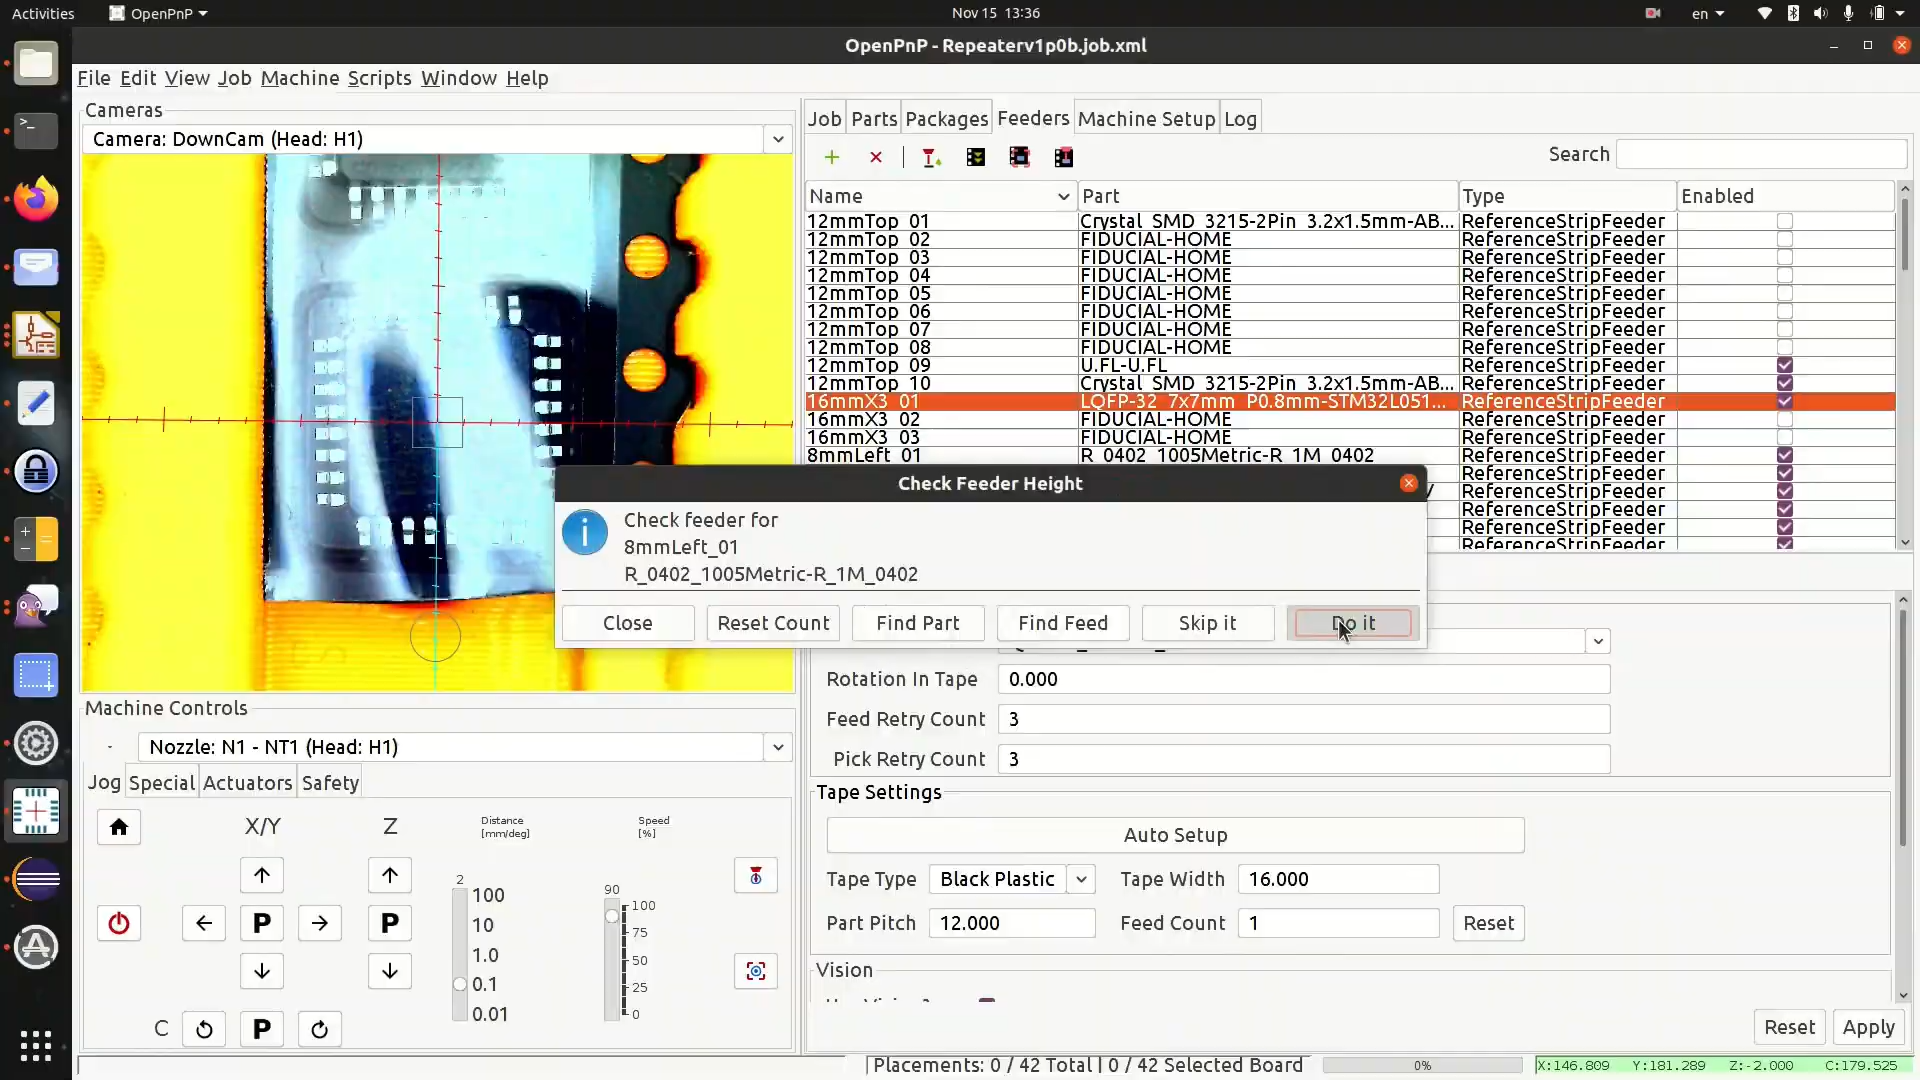 Activities OpenPnP Nov 15 13:36 en
OpenPnP - Repeaterv1p0b.job.xml
File Edit View Job Machine Scripts Window Help
Cameras
Camera: DownCam (Head: H1)
Job Parts Packages Feeders Machine Setup Log
Search
Name Part Type Enabled
12mmTop_01 Crystal_SMD_3215-2Pin_3.2x1.5mm-AB... ReferenceStripFeeder
12mmTop_02 FIDUCIAL-HOME ReferenceStripFeeder
12mmTop_03 FIDUCIAL-HOME ReferenceStripFeeder
12mmTop_04 FIDUCIAL-HOME ReferenceStripFeeder
12mmTop_05 FIDUCIAL-HOME ReferenceStripFeeder
12mmTop_06 FIDUCIAL-HOME ReferenceStripFeeder
12mmTop_07 FIDUCIAL-HOME ReferenceStripFeeder
12mmTop_08 FIDUCIAL-HOME ReferenceStripFeeder
12mmTop_09 U.FL-U.FL ReferenceStripFeeder
12mmTop_10 Crystal_SMD_3215-2Pin_3.2x1.5mm-AB... ReferenceStripFeeder
16mmX3_01 LQFP-32_7x7mm_P0.8mm-STM32L051... ReferenceStripFeeder
16mmX3_02 FIDUCIAL-HOME ReferenceStripFeeder
16mmX3_03 FIDUCIAL-HOME ReferenceStripFeeder
8mmLeft_01 R_0402_1005Metric-R_1M_0402 ReferenceStripFeeder
ReferenceStripFeeder
ReferenceStripFeeder
ReferenceStripFeeder
ReferenceStripFeeder
ReferenceStripFeeder
Check Feeder Height
Check feeder for
8mmLeft_01
R_0402_1005Metric-R_1M_0402
Close Reset Count Find Part Find Feed Skip it Do it
Rotation In Tape 0.000
Feed Retry Count 3
Pick Retry Count 3
Tape Settings
Auto Setup
Tape Type Black Plastic Tape Width 16.000
Part Pitch 12.000 Feed Count 1 Reset
Vision
Reset Apply
Machine Controls
Nozzle: N1 - NT1 (Head: H1)
Jog Special Actuators Safety
X/Y Z Distance [mm/deg] Speed [%]
2 90
100 10 1.0 0.1 0.01
100 75 50 25 0
P P
C P
Placements: 0 / 42 Total | 0 / 42 Selected Board 0% X:146.809 Y:181.289 Z:-2.000 C:179.525